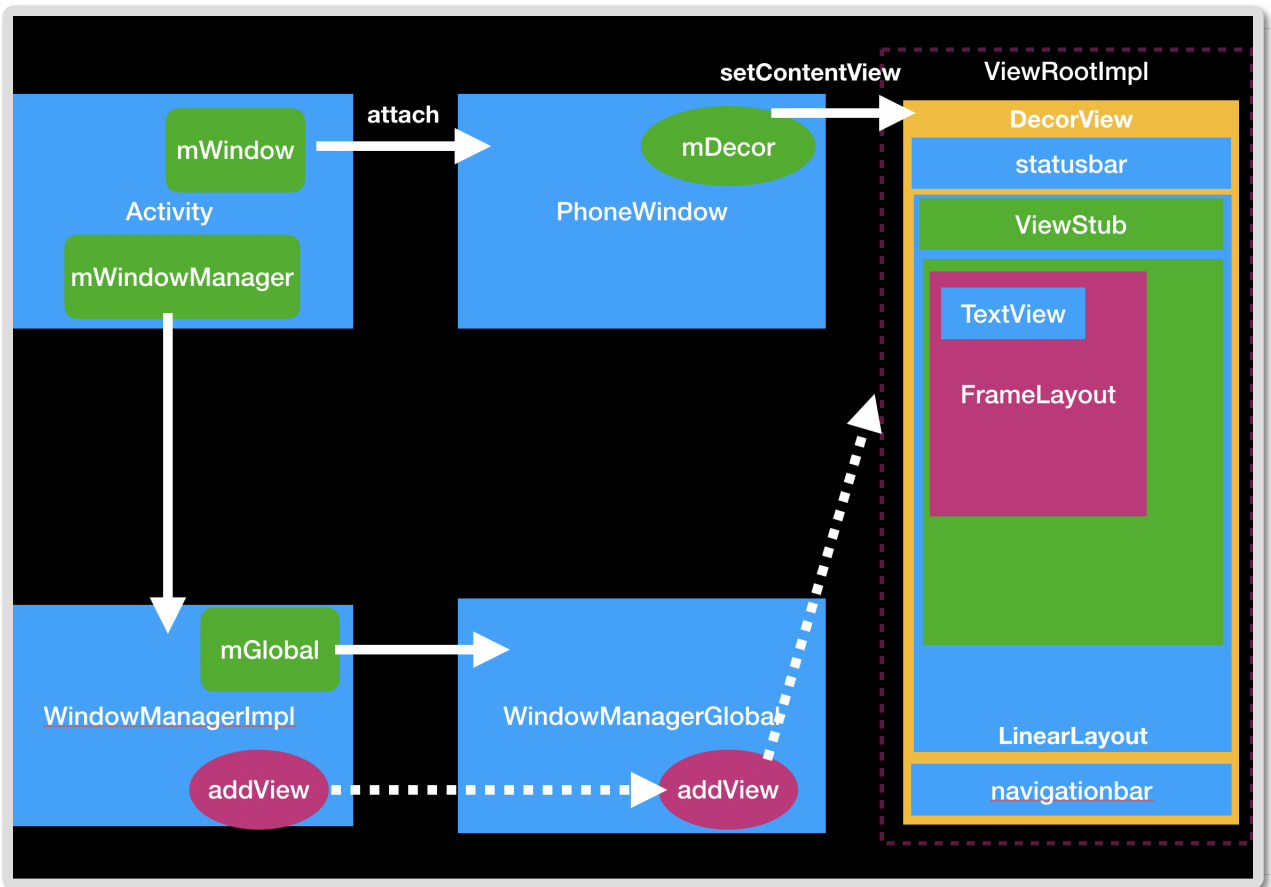 setContentView
ViewRootImpl
attach
DecorView
mWindow
mDecor
statusbar
Activity
PhoneWindow
ViewStub
mWindowManager
TextView
FrameLayout
mGlobal
WindowManagerImpl
WindowManagerGlobal
LinearLayout
addView
addView
navigationbar